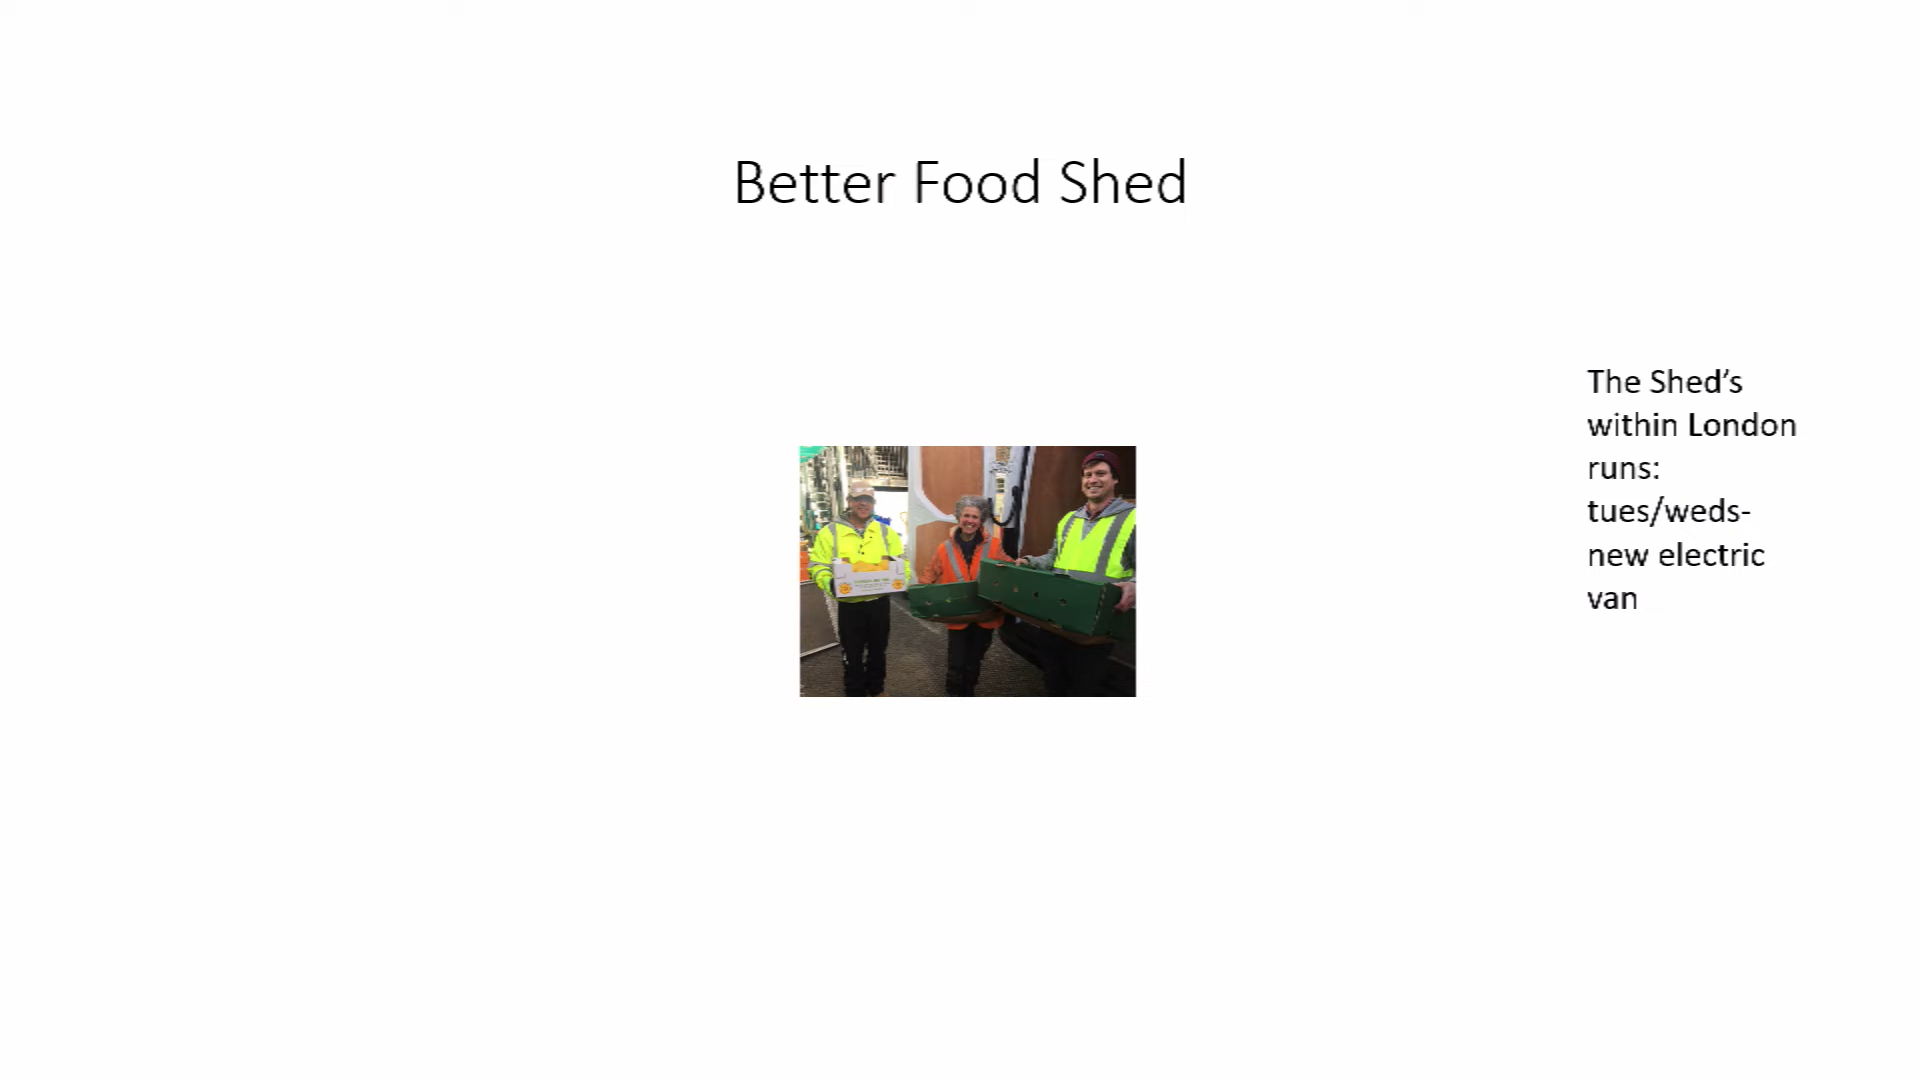 Better Food Shed
The Shed’s
within London
runs:
tues/weds-
new electric
van